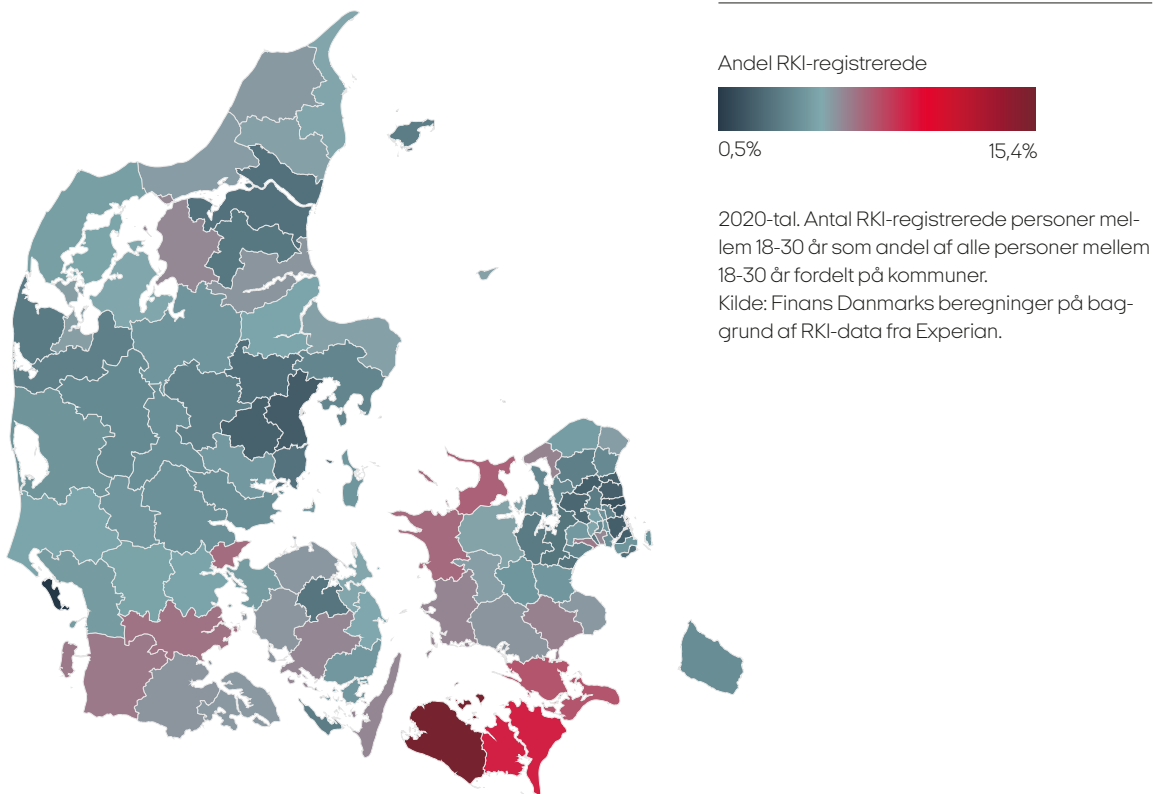 Andel RKI-registrerede
0,5%
15,4%
2020-tal. Antal RKI-registrerede personer mel-
lem 18-30 år som andel af alle personer mellem
18-30 år fordelt på kommuner.
Kilde: Finans Danmarks beregninger på bag-
grund af RKI-data fra Experian.